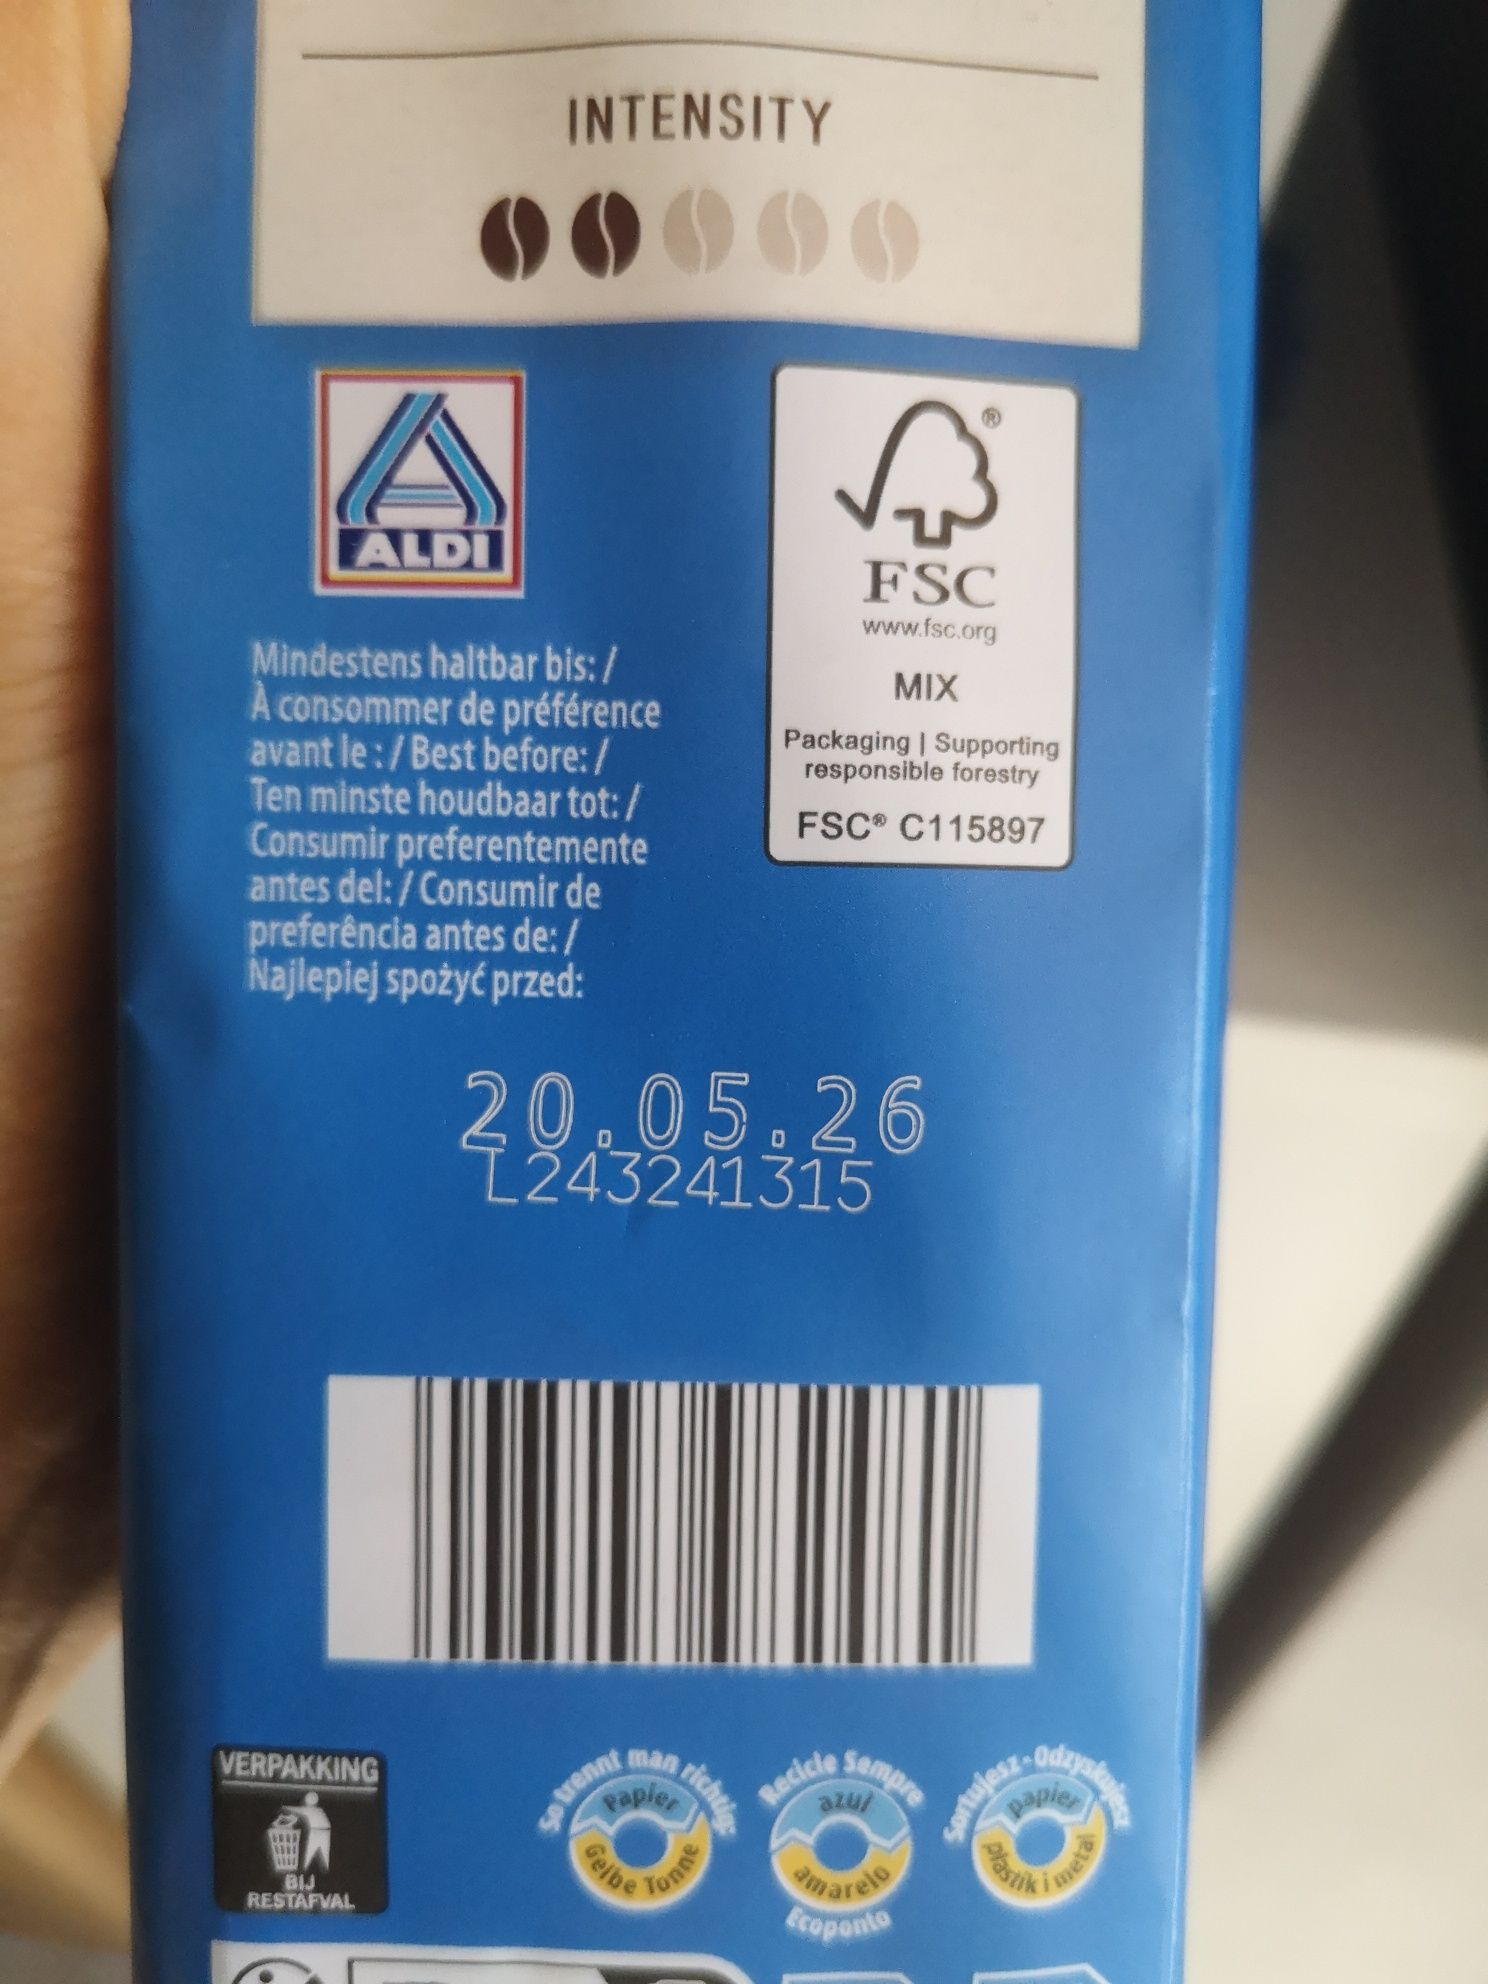 INTENSITY
ALDI
Mindestens haltbar bis: /
À consommer de préférence
avant le : / Best before: /
Ten minste houdbaar tot: /
Consumir preferentemente
antes del: / Consumir de
preferência antes de: /
Najlepiej spożyć przed:
®
FSC
www.fsc.org
MIX
Packaging | Supporting
responsible forestry
FSC® C115897
20.05.26
L243241315
VERPAKKING
BIJ
RESTAFVAL
So trennt man richtig
Papier
Gelbe Tonne
Recicle Sempre
azul
amarelo
Ecoponto
Sortujesz - Odzyskujesz
papier
plastik i metal